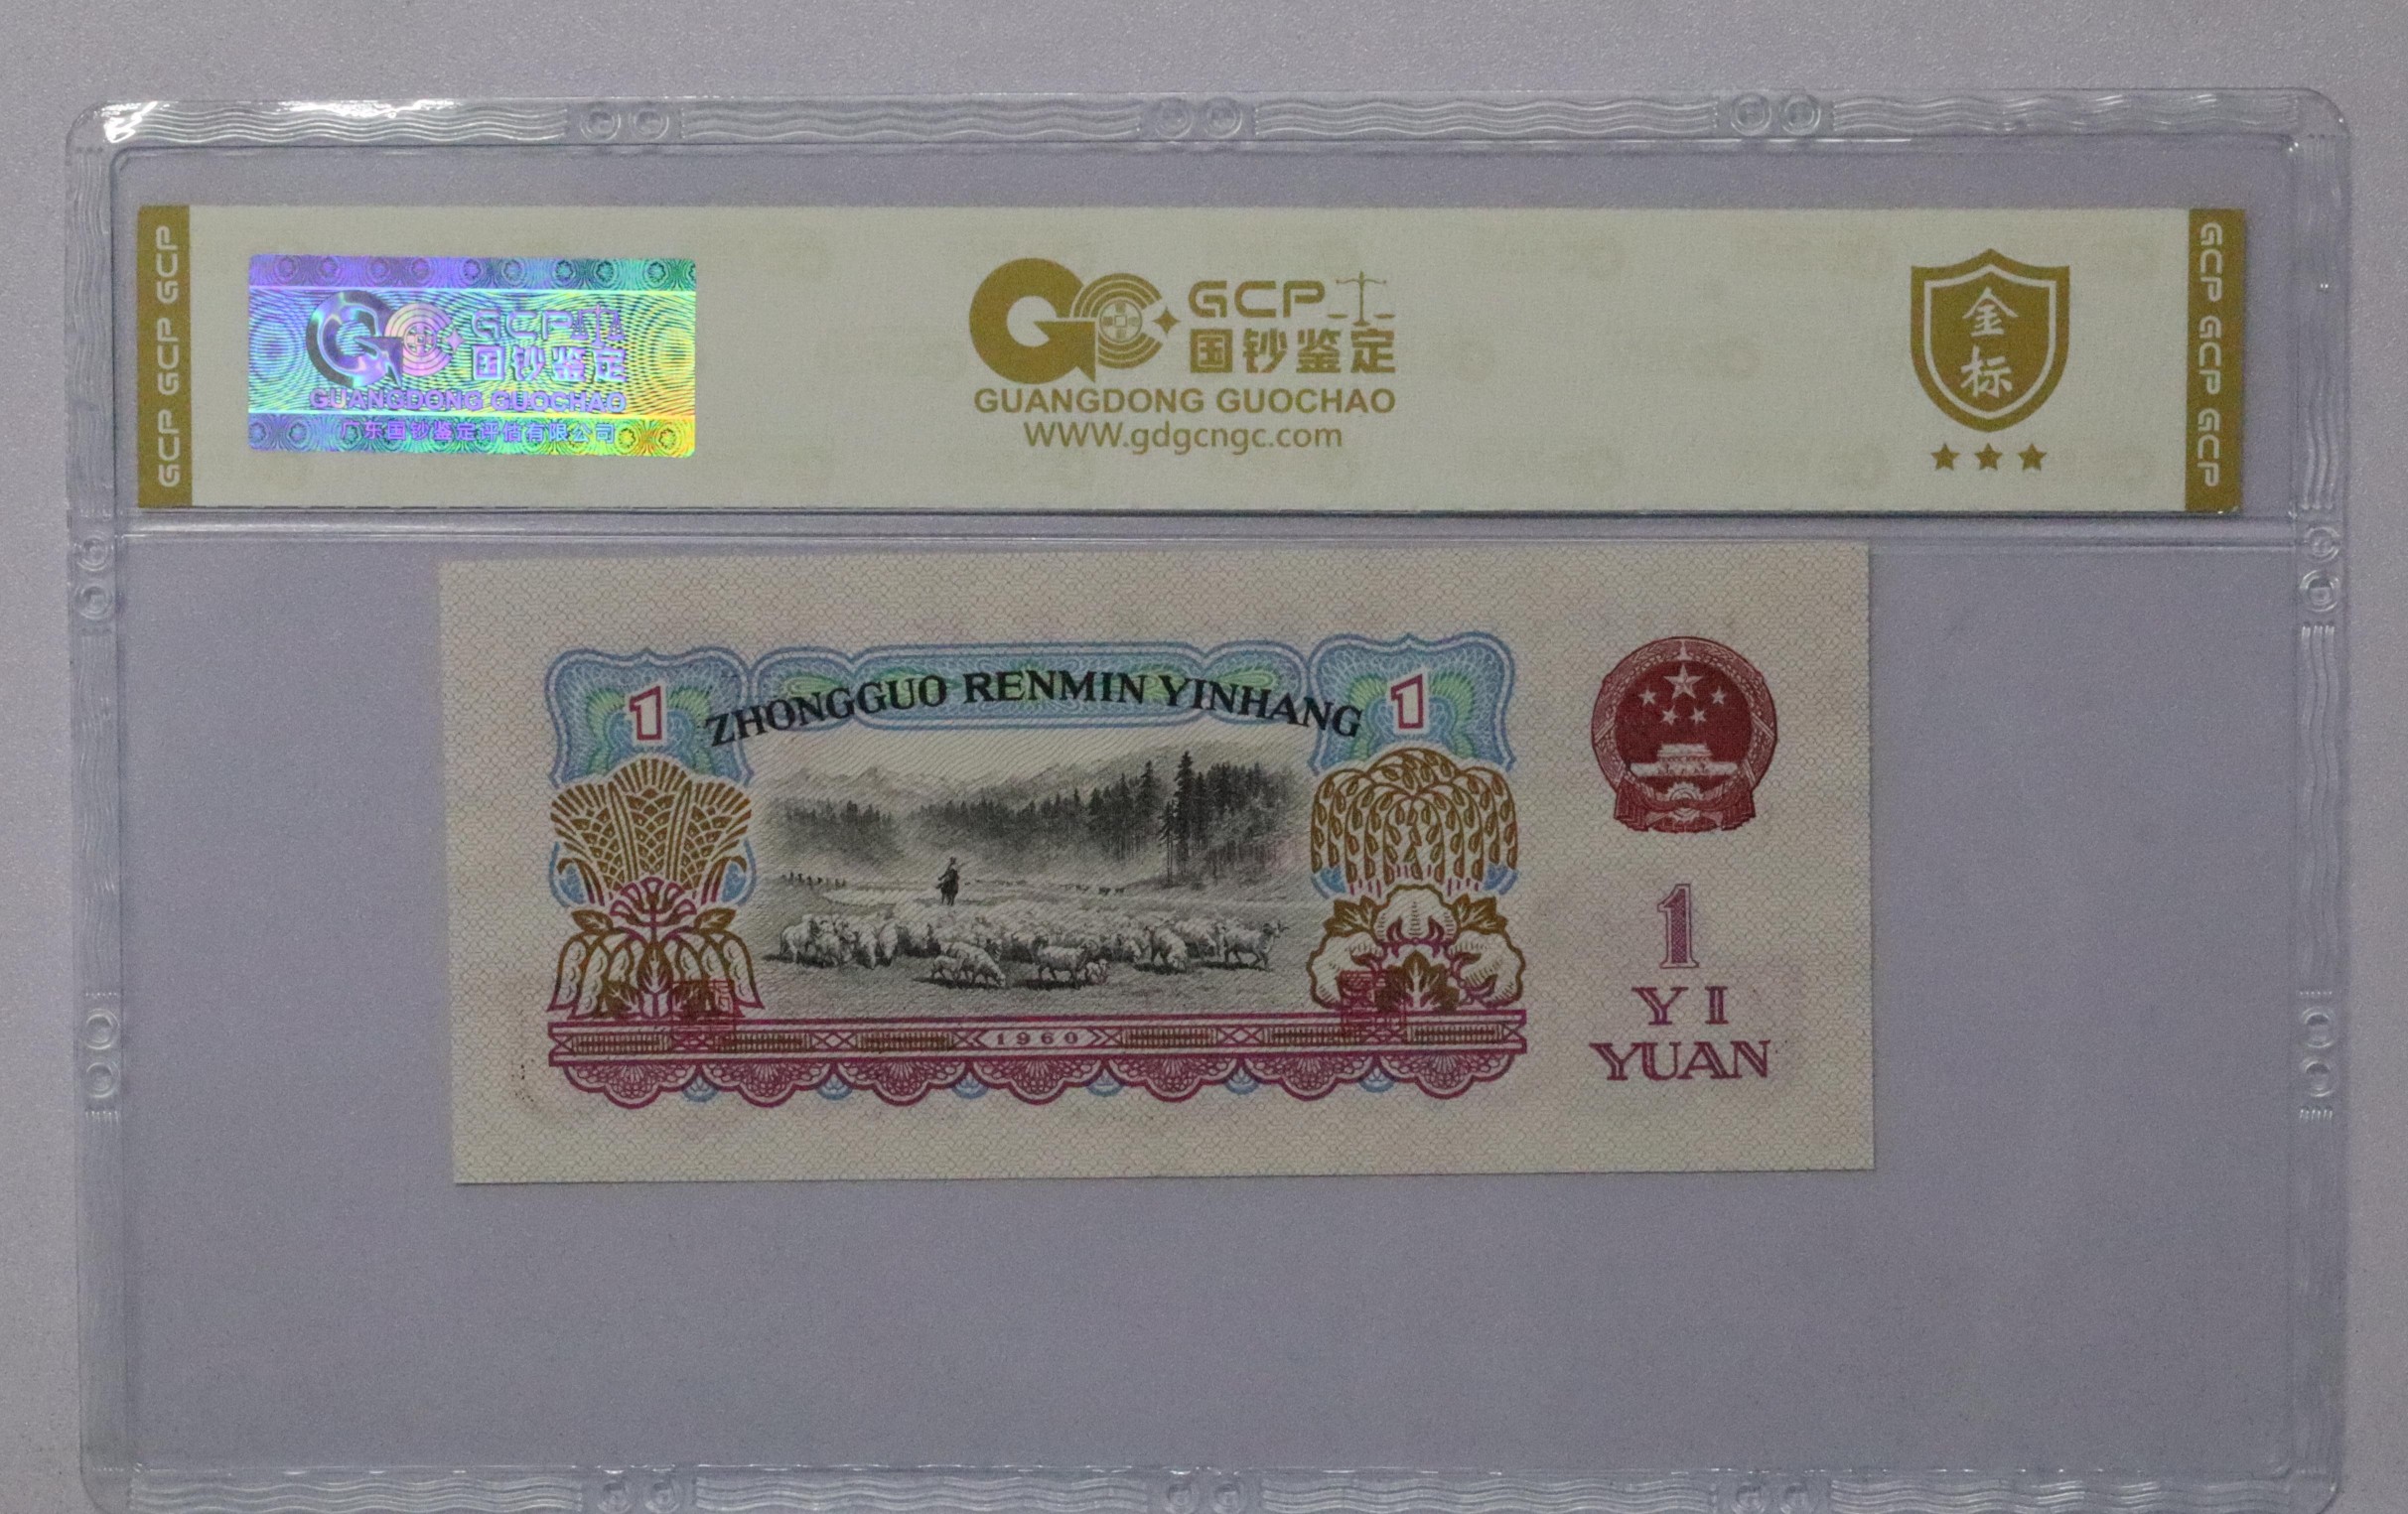 GCP GCP GCP
GCP
国钞鉴定
GUANGDONG GUOCHAO
广东国钞鉴定评估有限公司
GCP
国钞鉴定
GUANGDONG GUOCHAO
WWW.gdgcngc.com
金
标
GCP GCP GCP
ZHONGGUO RENMIN YINHANG
1
1
1960
1
YI
YUAN